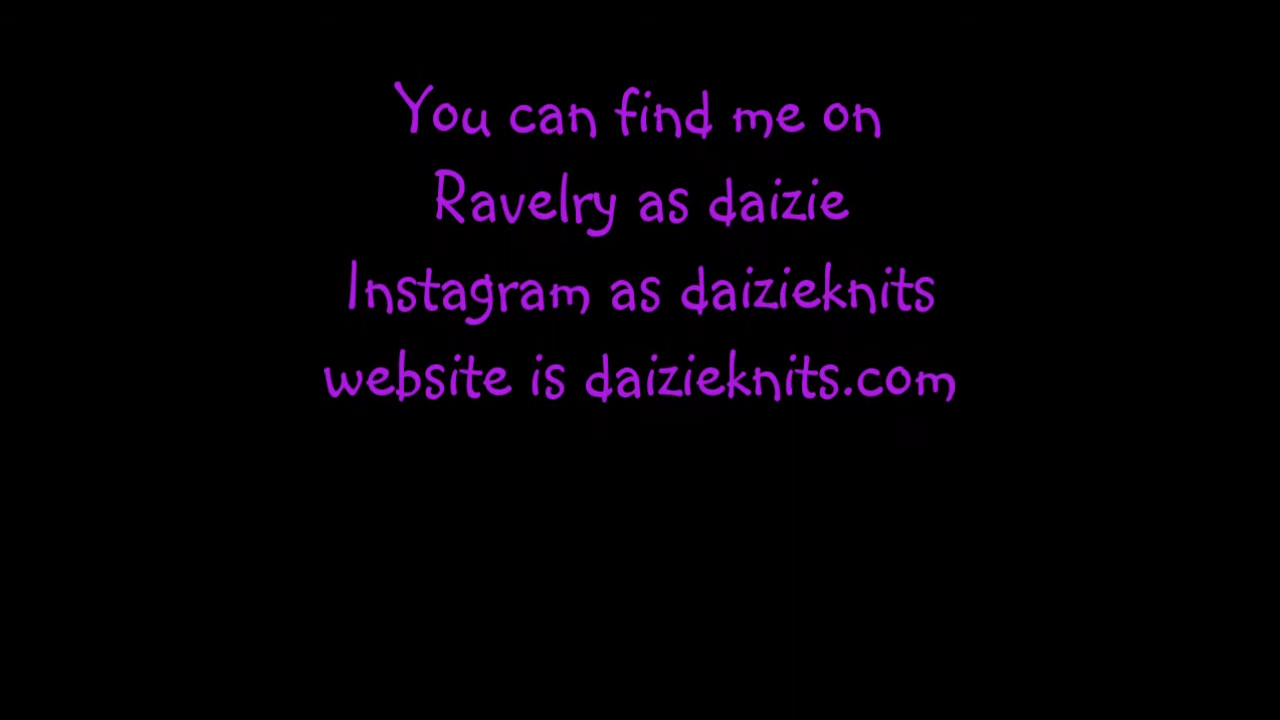 You can find me on
Ravelry as daizie
Instagram as daizieknits
website is daizieknits.com